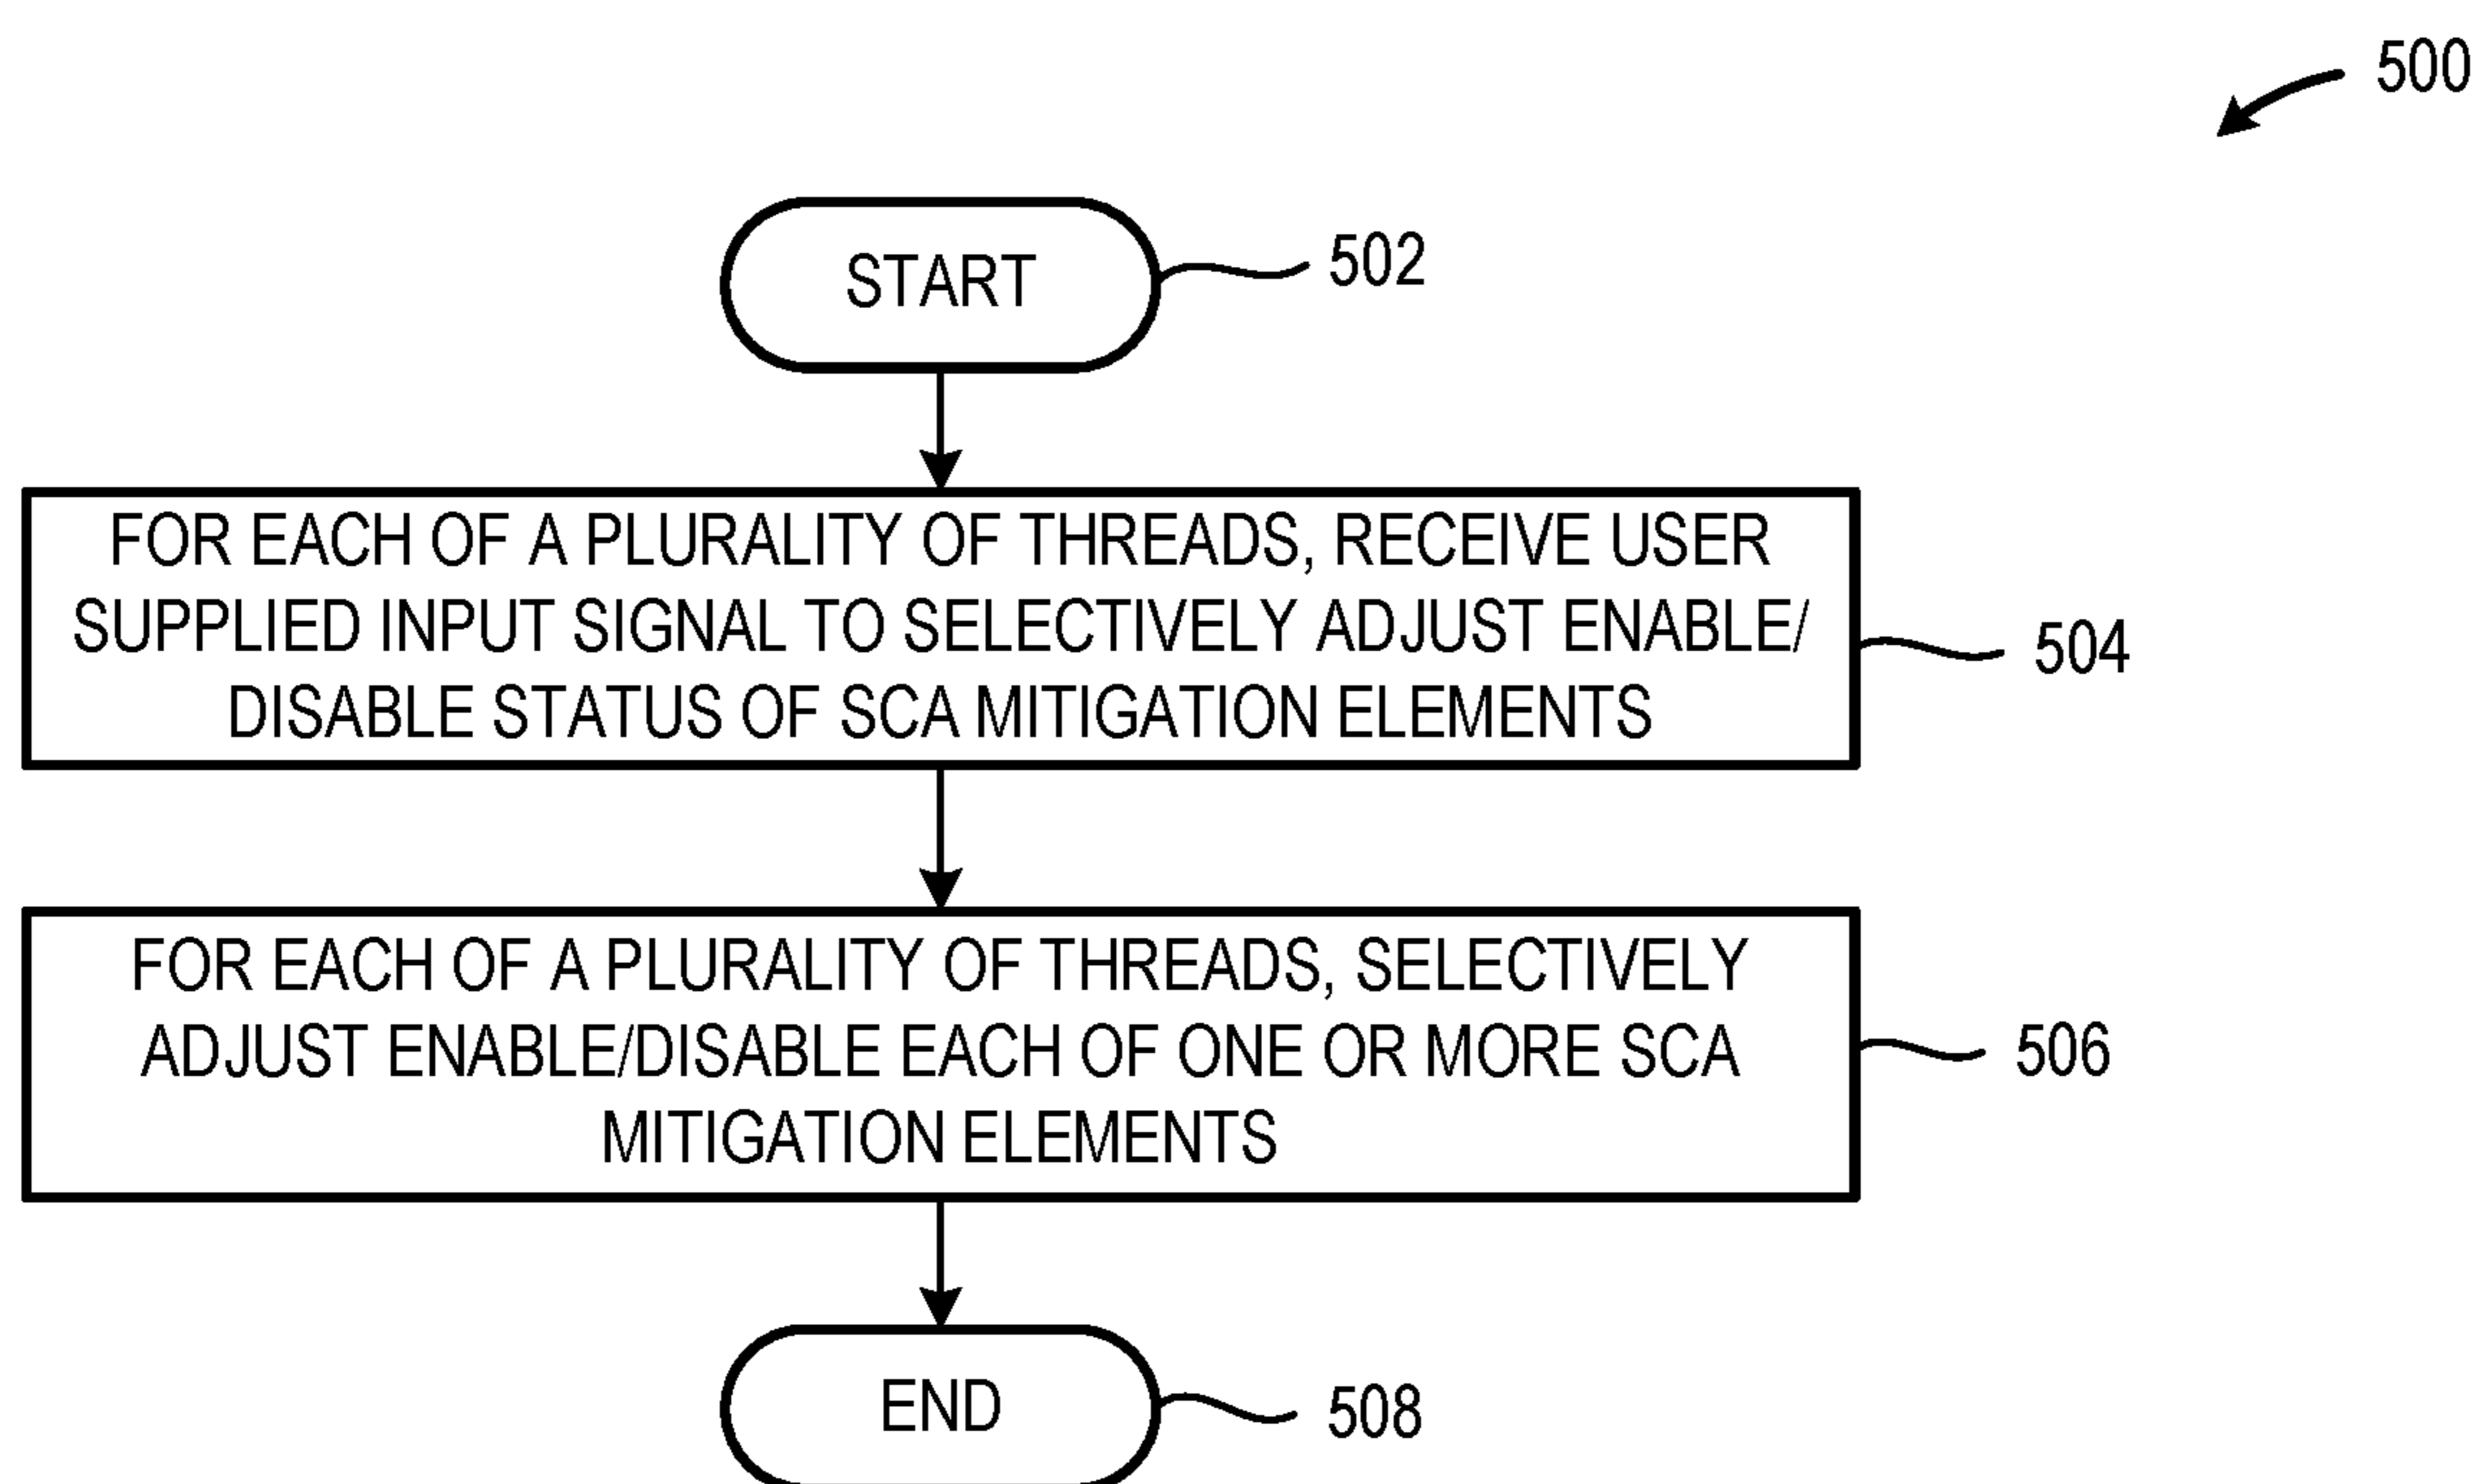 500
START
502
FOR EACH OF A PLURALITY OF THREADS, RECEIVE USER
SUPPLIED INPUT SIGNAL TO SELECTIVELY ADJUST ENABLE/
DISABLE STATUS OF SCA MITIGATION ELEMENTS
504
FOR EACH OF A PLURALITY OF THREADS, SELECTIVELY
ADJUST ENABLE/DISABLE EACH OF ONE OR MORE SCA
MITIGATION ELEMENTS
506
END
508